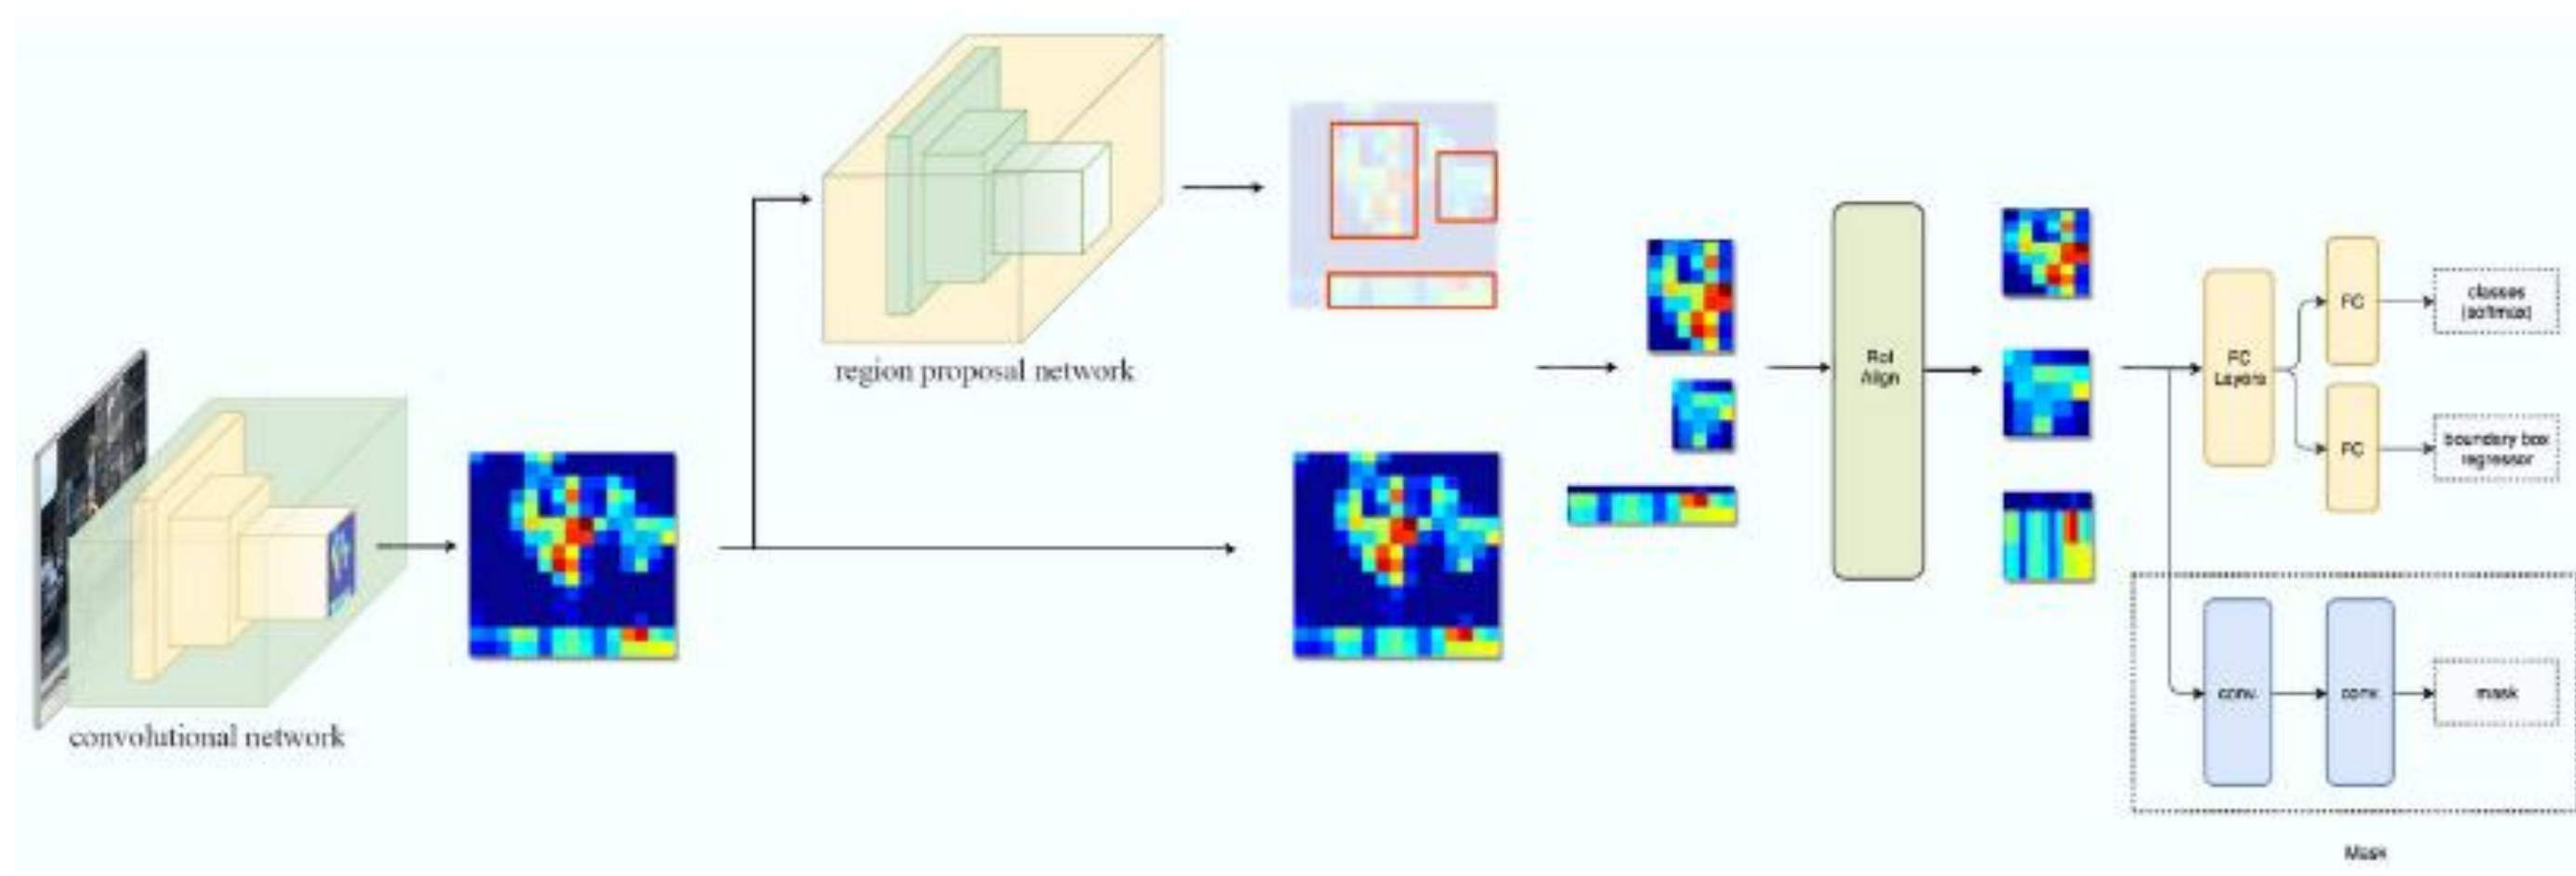 convolutional network
region proposal network
RoI
Align
FC
Layers
FC
classes
(softmax)
FC
boundary box
regressor
conv.
conv.
mask
Mask